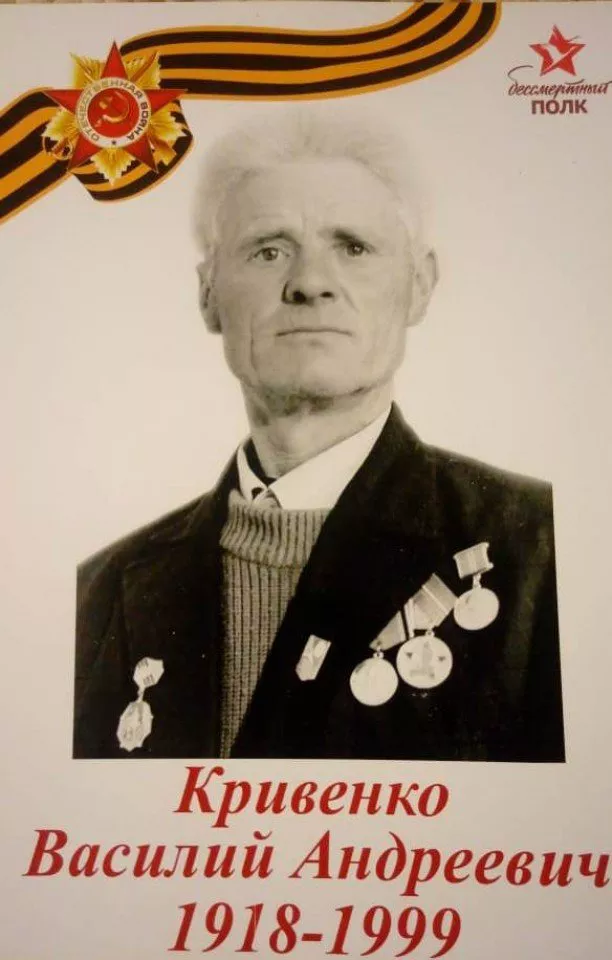 ОТЕЧЕСТВЕННАЯ ВОЙНА
бессмертный
ПОЛК
Кривенко
Василий Андреевич
1918-1999